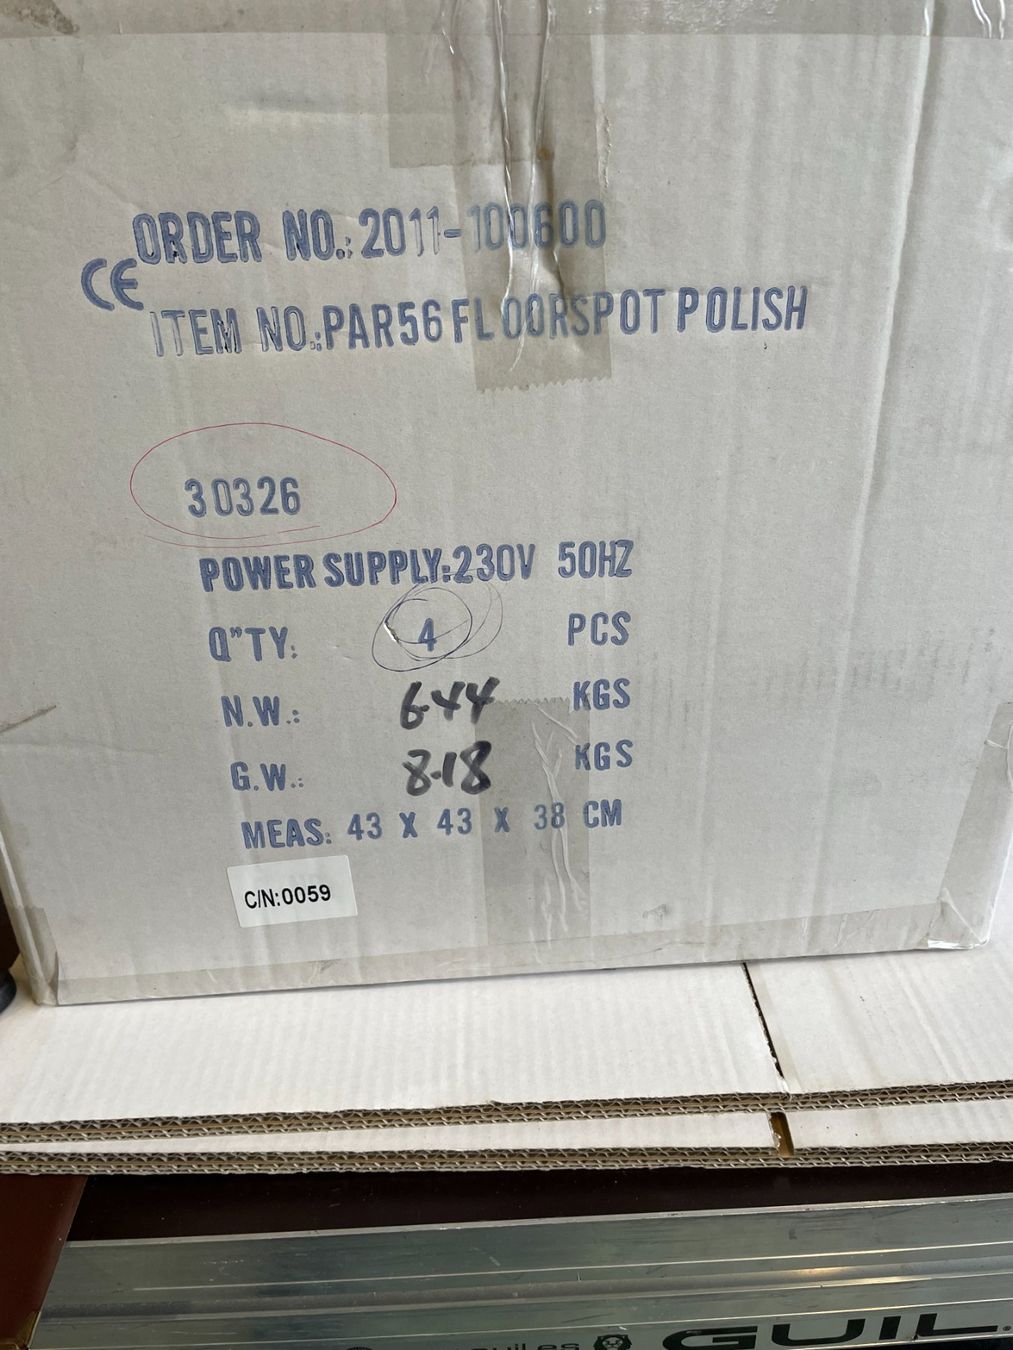 ORDER NO.: 2011-100600
CE
ITEM NO.:PAR56 FLOORSPOT POLISH
30326
POWER SUPPLY:230V 50HZ
Q"TY: 4 PCS
N.W.: 6.44 KGS
G.W.: 8.18 KGS
MEAS: 43 X 43 X 38 CM
C/N:0059
GUIL